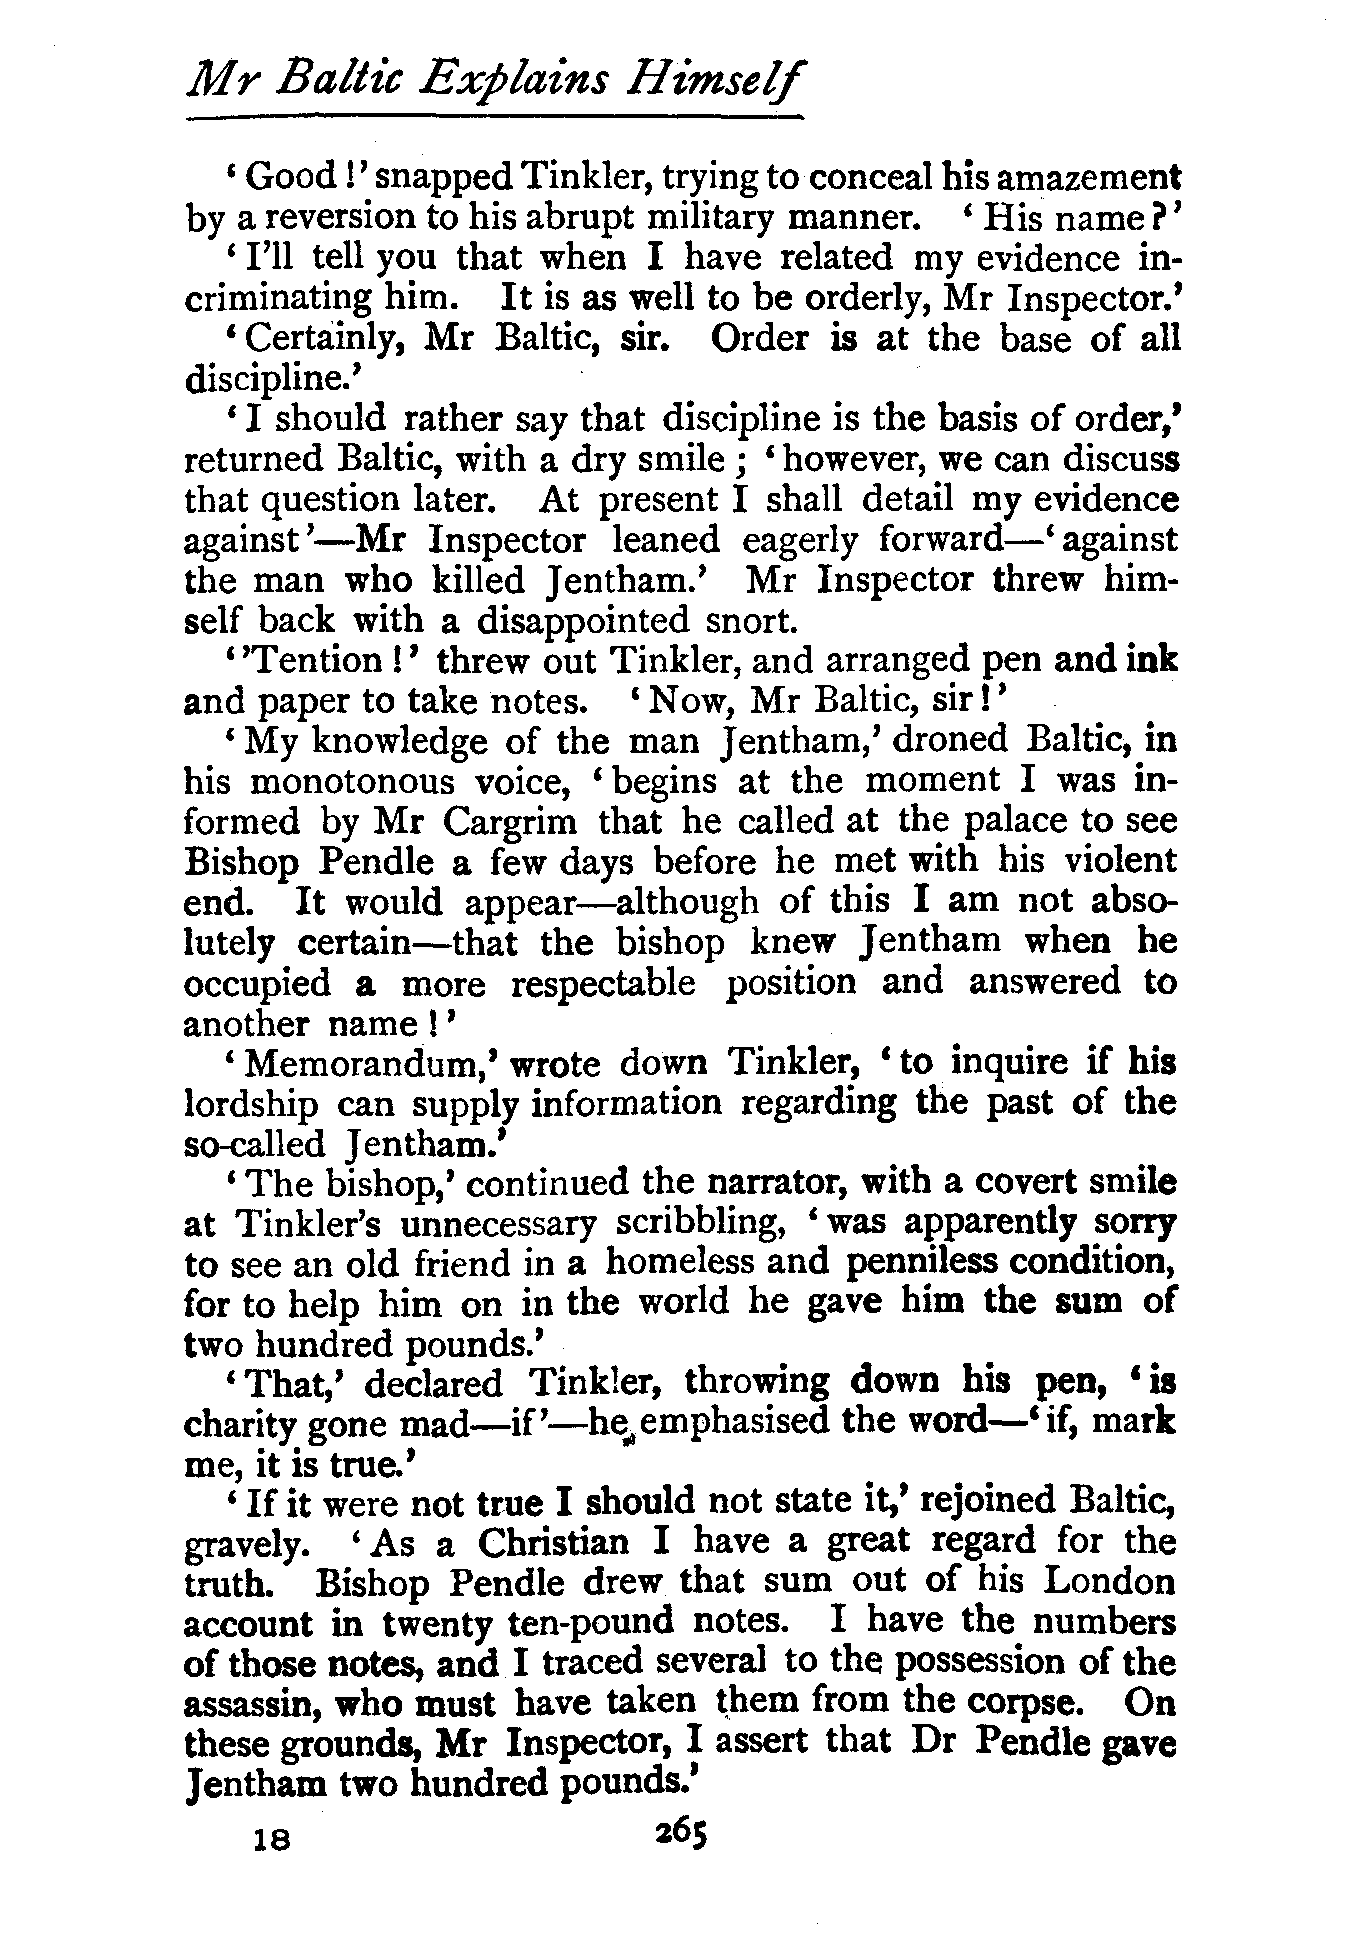 Mr Baltic Explains Himself
‘Good!’ snapped Tinkler, trying to conceal his amazement
by a reversion to his abrupt military manner. ‘His name?’
‘I'll tell you that when I have related my evidence in-
criminating him. It is as well to be orderly, Mr Inspector.’
‘Certainly, Mr Baltic, sir. Order is at the base of all
discipline.’
‘I should rather say that discipline is the basis of order,’
returned Baltic, with a dry smile; ‘however, we can discuss
that question later. At present I shall detail my evidence
against’—Mr Inspector leaned eagerly forward—‘against
the man who killed Jentham.’ Mr Inspector threw him-
self back with a disappointed snort.
‘’Tention!’ threw out Tinkler, and arranged pen and ink
and paper to take notes. ‘Now, Mr Baltic, sir!’
‘My knowledge of the man Jentham,’ droned Baltic, in
his monotonous voice, ‘begins at the moment I was in-
formed by Mr Cargrim that he called at the palace to see
Bishop Pendle a few days before he met with his violent
end. It would appear—although of this I am not abso-
lutely certain—that the bishop knew Jentham when he
occupied a more respectable position and answered to
another name!’
‘Memorandum,’ wrote down Tinkler, ‘to inquire if his
lordship can supply information regarding the past of the
so-called Jentham.’
‘The bishop,’ continued the narrator, with a covert smile
at Tinkler's unnecessary scribbling, ‘was apparently sorry
to see an old friend in a homeless and penniless condition,
for to help him on in the world he gave him the sum of
two hundred pounds.’
‘That,’ declared Tinkler, throwing down his pen, ‘is
charity gone mad—if’—he emphasised the word—‘if, mark
me, it is true.’
‘If it were not true I should not state it,’ rejoined Baltic,
gravely. ‘As a Christian I have a great regard for the
truth. Bishop Pendle drew that sum out of his London
account in twenty ten-pound notes. I have the numbers
of those notes, and I traced several to the possession of the
assassin, who must have taken them from the corpse. On
these grounds, Mr Inspector, I assert that Dr Pendle gave
Jentham two hundred pounds.’
18 265